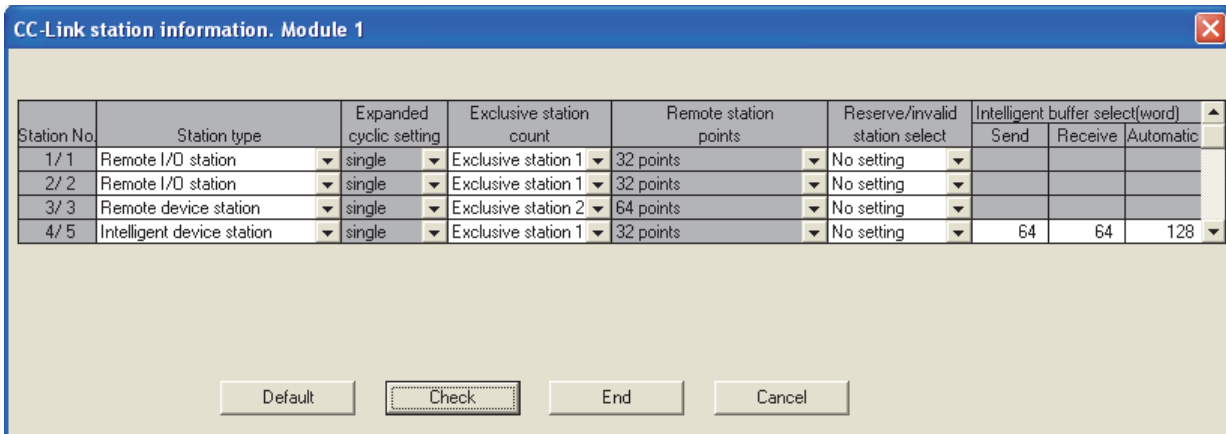 CC-Link station information. Module 1
Expanded Exclusive station Remote station Reserve/invalid Intelligent buffer select(word)
Station No. Station type cyclic setting count points station select Send Receive Automatic
1/ 1 Remote I/O station single Exclusive station 1 32 points No setting
2/ 2 Remote I/O station single Exclusive station 1 32 points No setting
3/ 3 Remote device station single Exclusive station 2 64 points No setting
4/ 5 Intelligent device station single Exclusive station 1 32 points No setting 64 64 128
Default Check End Cancel